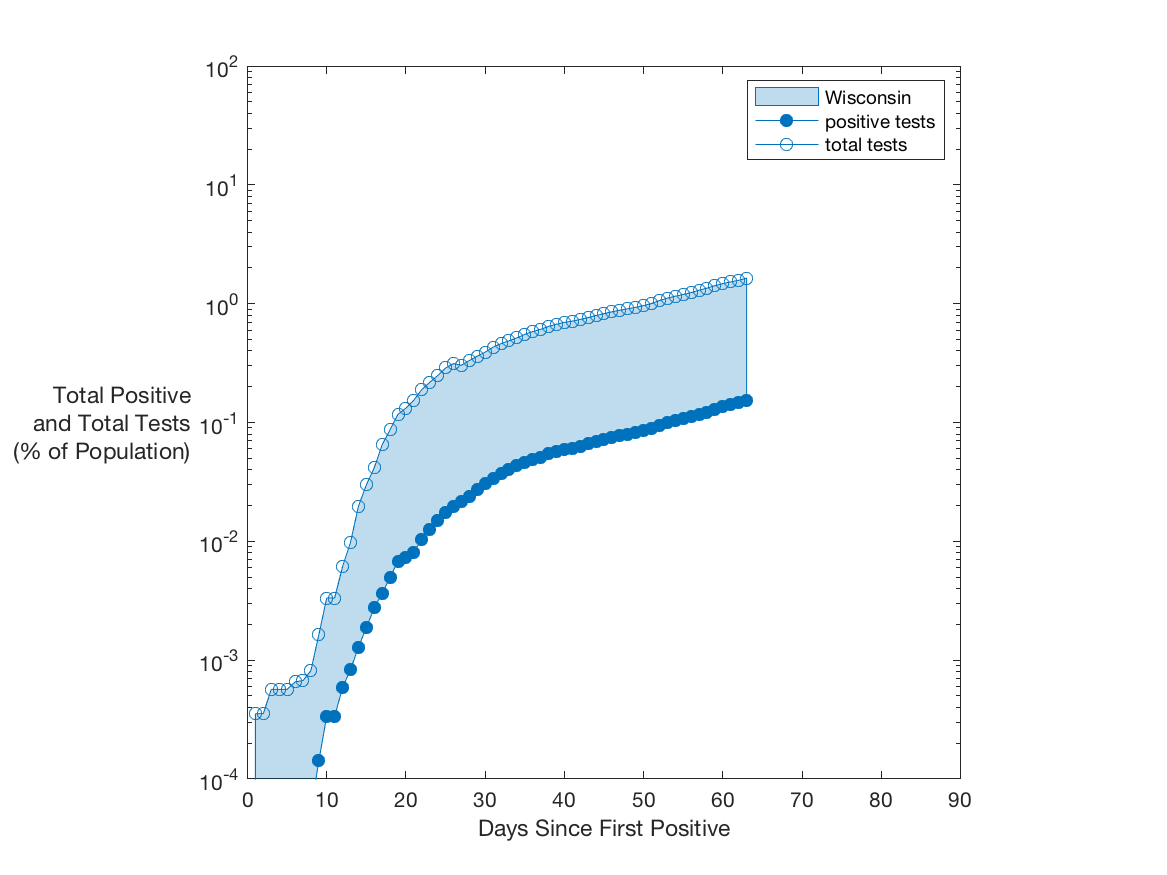 10^2
10^1
10^0
10^-1
10^-2
10^-3
10^-4
Total Positive
and Total Tests
(% of Population)
Wisconsin
positive tests
total tests
0 10 20 30 40 50 60 70 80 90
Days Since First Positive